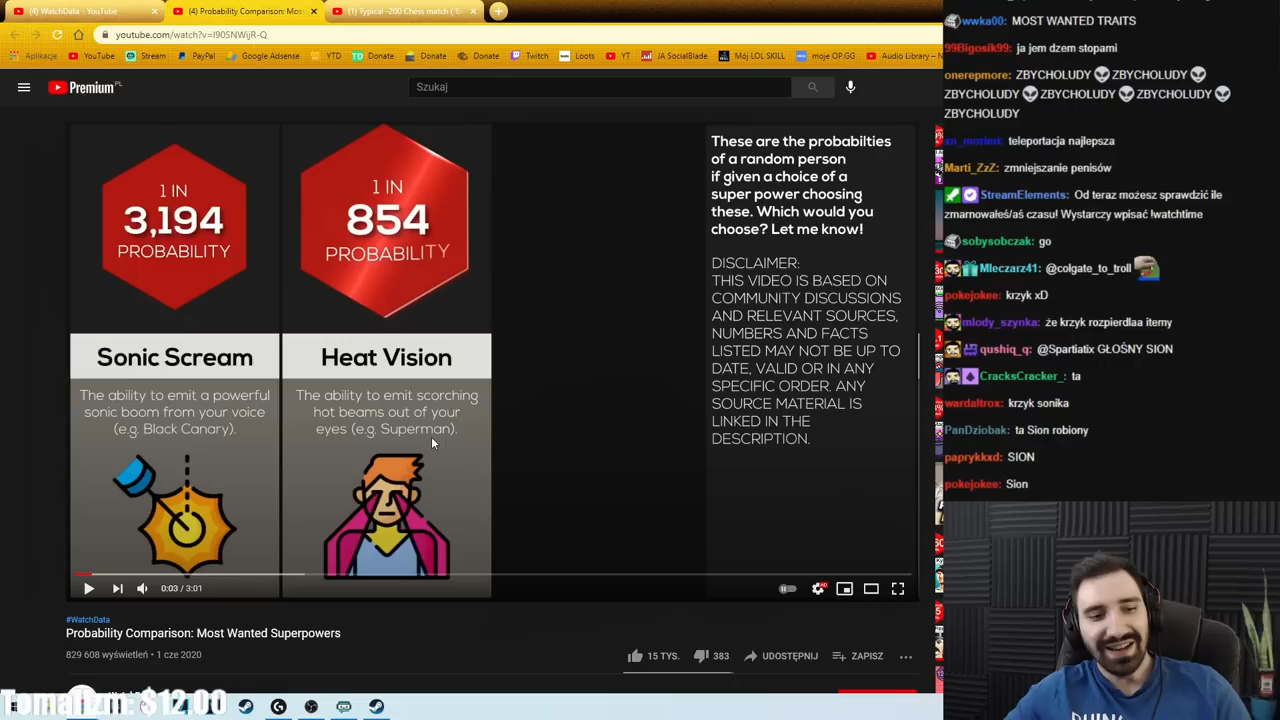 (4) WatchData - YouTube
(4) Probability Comparison: Mos
(1) Typical -200 Chess match (
youtube.com/watch?v=I90SNWijR-Q
Aplikacje
YouTube
Stream
PayPal
Google Adsense
YTD
Donate
Donate
Donate
Twitch
Loots
YT
JA SocialBlade
Mój LOL SKILL
moje OP.GG
Audio Library –
Premium PL
Szukaj
1 IN
3,194
PROBABILITY
1 IN
854
PROBABILITY
Sonic Scream
The ability to emit a powerful
sonic boom from your voice
(e.g. Black Canary).
Heat Vision
The ability to emit scorching
hot beams out of your
eyes (e.g. Superman).
These are the probabilties
of a random person
if given a choice of a
super power choosing
these. Which would you
choose? Let me know!
DISCLAIMER:
THIS VIDEO IS BASED ON
COMMUNITY DISCUSSIONS
AND RELEVANT SOURCES,
NUMBERS AND FACTS
LISTED MAY NOT BE UP TO
DATE, VALID OR IN ANY
SPECIFIC ORDER. ANY
SOURCE MATERIAL IS
LINKED IN THE
DESCRIPTION.
0:03 / 3:01
HD
#WatchData
Probability Comparison: Most Wanted Superpowers
829 608 wyświetleń • 1 cze 2020
15 TYS.
383
UDOSTĘPNIJ
ZAPISZ
$12.00
wwka00: MOST WANTED TRAITS
99Bigosik99: ja jem dzem stopami
onerepmore: ZBYCHOLUDY ZBYCHOLUDY
ZBYCHOLUDY ZBYCHOLUDY ZBYCHOLUDY
ZBYCHOLUDY
teleportacja najlepsza
Marti_ZzZ: zmniejszanie penisów
StreamElements: Od teraz możesz sprawdzić ile
zmarnowałeś/aś czasu! Wystarczy wpisać !watchtime
sobysobczak: go
Mleczarz41: @colgate_to_troll
pokejokee: krzyk xD
mlody_szynka: że krzyk rozpierdlaa itemy
qushiq_q: @Spartiatix GŁOŚNY SION
CracksCracker_: ta
wardaltrox: krzyk sonika
PanDziobak: ta Sion robiony
paprykkxd: SION
pokejokee: Sion